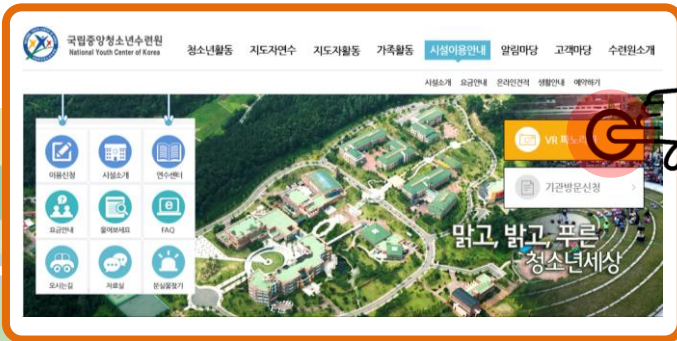 국립중앙청소년수련원
National Youth Center of Korea
청소년활동 지도자연수 지도자활동 가족활동 시설이용안내 알림마당 고객마당 수련원소개
시설소개 요금안내 온라인견적 생활안내 예약하기
이용신청 시설소개 연수센터
요금안내 물어보세요 FAQ
오시는길 자료실 분실물찾기
VR
기관방문신청
맑고, 밝고, 푸른
청소년세상